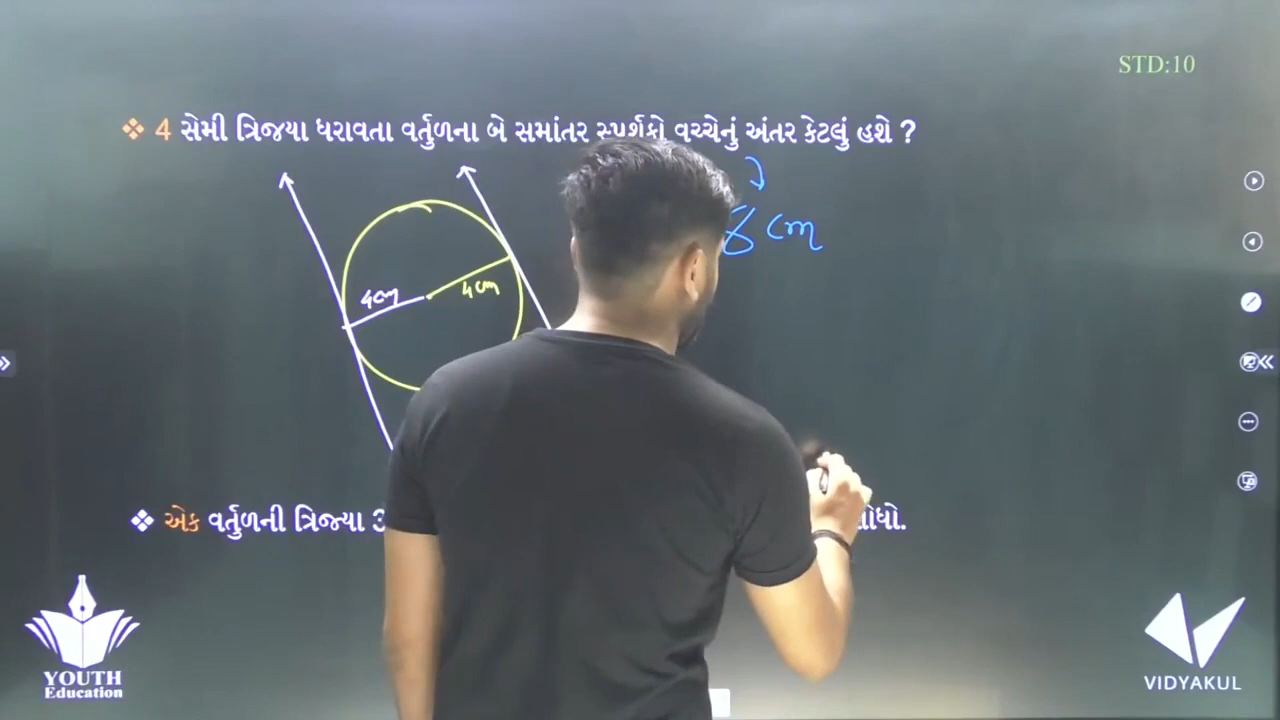 STD:10
❖ 4 સેમી ત્રિજ્યા ધરાવતા વર્તુળના બે સમાંતર સ્પર્શકો વચ્ચેનું અંતર કેટલું હશે ?
8 cm
4cm
4cm
❖ એક વર્તુળની ત્રિજ્યા 3
YOUTH
Education
VIDYAKUL